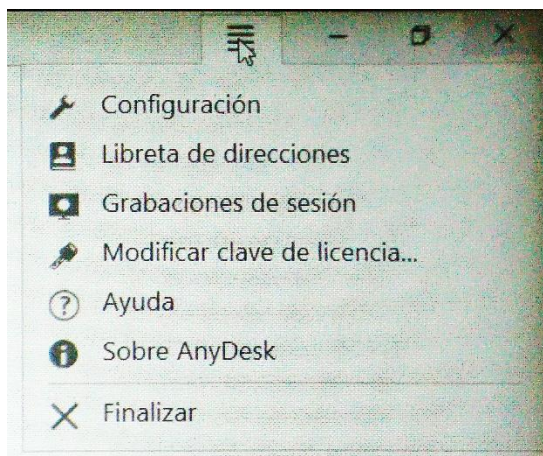 Configuración
Libreta de direcciones
Grabaciones de sesión
Modificar clave de licencia...
Ayuda
Sobre AnyDesk
Finalizar